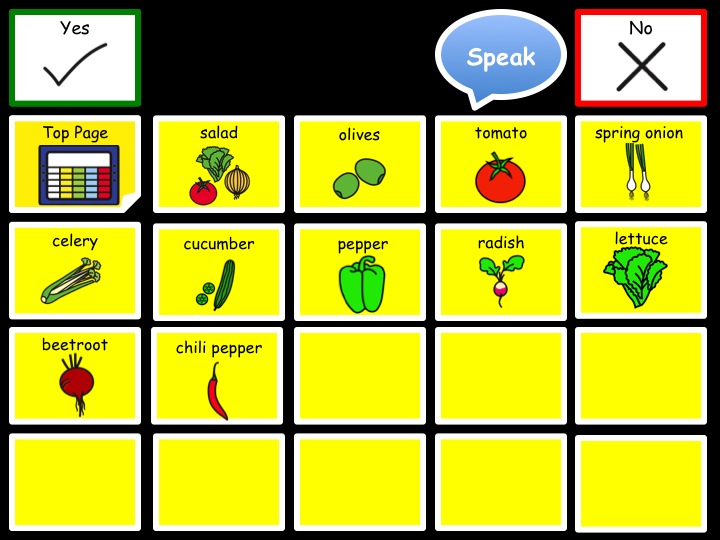 Yes
Speak
No
Top Page
salad
olives
tomato
spring onion
celery
cucumber
pepper
radish
lettuce
beetroot
chili pepper